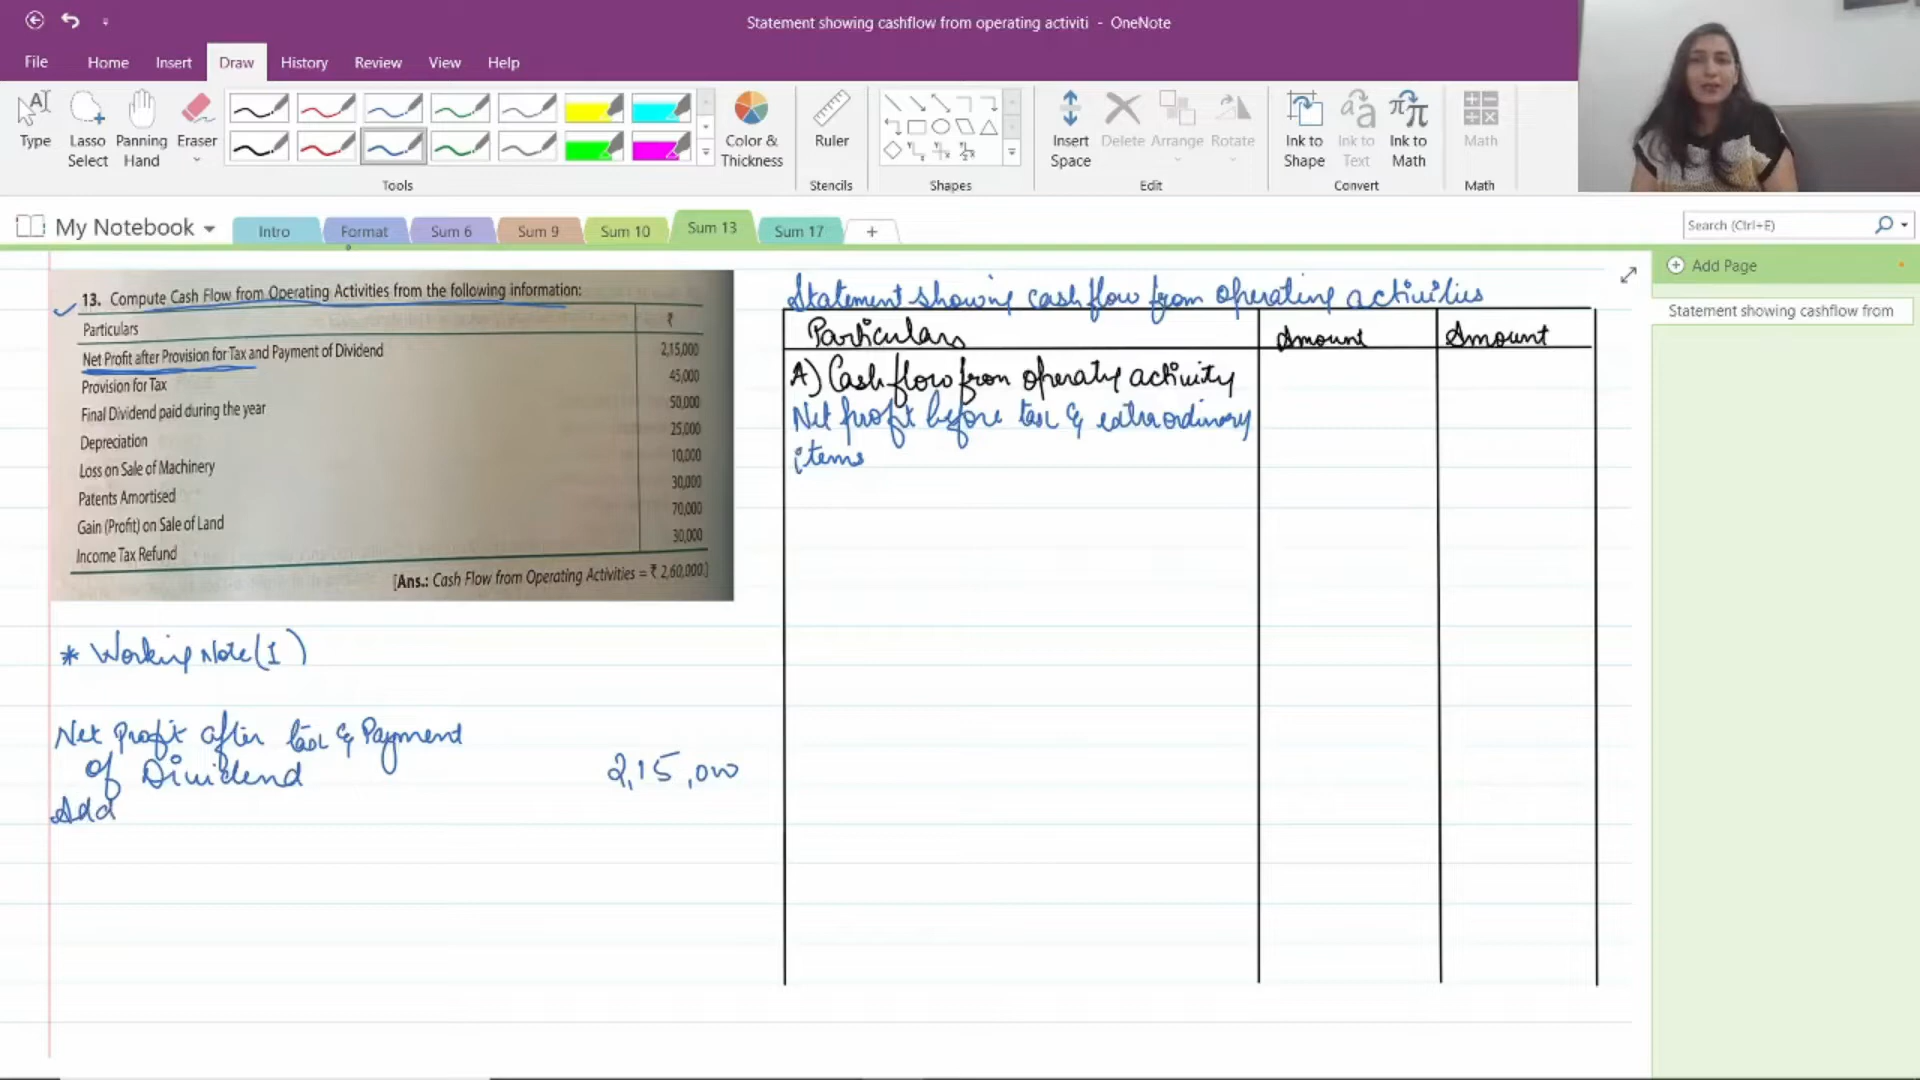 Statement showing cashflow from operating activiti - OneNote
File Home Insert Draw History Review View Help
Type
Lasso Select
Panning Hand
Eraser
Color & Thickness
Ruler
Insert Space
Delete
Arrange
Rotate
Ink to Shape
Ink to Text
Ink to Math
Math
Tools
Stencils
Shapes
Edit
Convert
Math
My Notebook
Intro
Format
Sum 6
Sum 9
Sum 10
Sum 13
Sum 17
Search (Ctrl+E)
Add Page
Statement showing cashflow from
13. Compute Cash Flow from Operating Activities from the following information:
Particulars ₹
Net Profit after Provision for Tax and Payment of Dividend 2,15,000
Provision for Tax 45,000
Final Dividend paid during the year 50,000
Depreciation 25,000
Loss on Sale of Machinery 10,000
Patents Amortised 30,000
Gain (Profit) on Sale of Land 70,000
Income Tax Refund 30,000
[Ans.: Cash Flow from Operating Activities = ₹ 2,60,000.]
* Working Note (1)
Net Profit after tax & Payment
of Dividend 2,15,000
Add
Statement showing cashflow from operating activities
Particulars Amount Amount
A) Cash flow from operaty activity
Net profit before tax & extraordinary
items